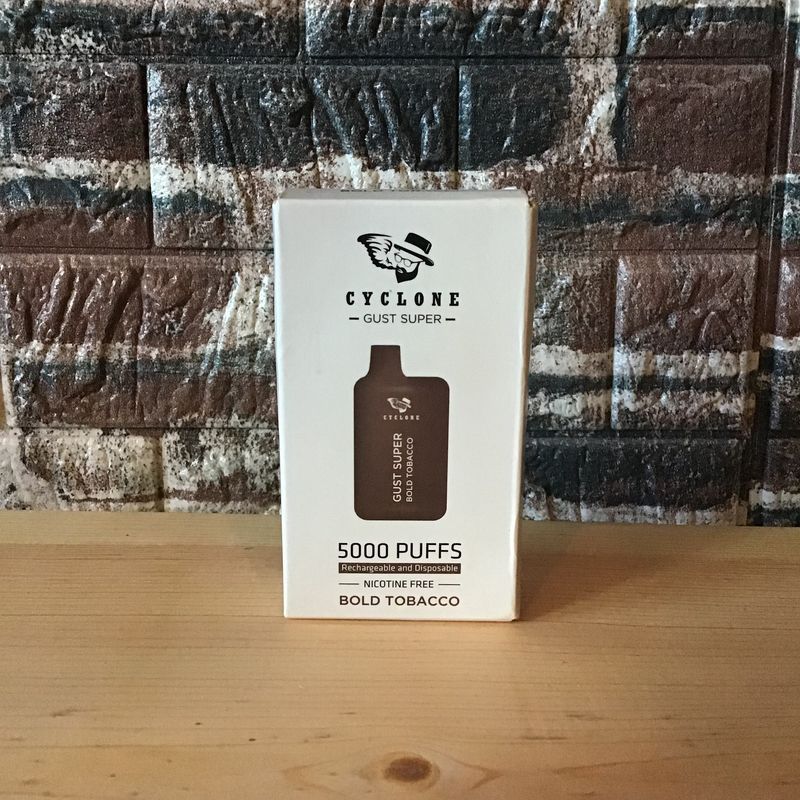 CYCLONE
GUST SUPER
CYCLONE
GUST SUPER
BOLD TOBACCO
5000 PUFFS
Rechargeable and Disposable
NICOTINE FREE
BOLD TOBACCO